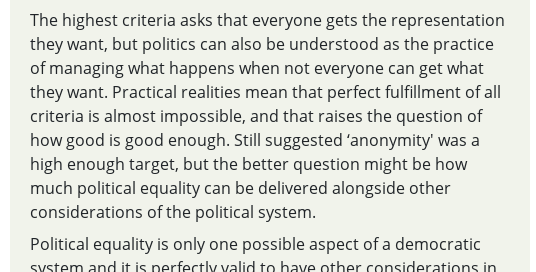 The highest criteria asks that everyone gets the representation
they want, but politics can also be understood as the practice
of managing what happens when not everyone can get what
they want. Practical realities mean that perfect fulfillment of all
criteria is almost impossible, and that raises the question of
how good is good enough. Still suggested ‘anonymity' was a
high enough target, but the better question might be how
much political equality can be delivered alongside other
considerations of the political system.
Political equality is only one possible aspect of a democratic
system and it is perfectly valid to have other considerations in